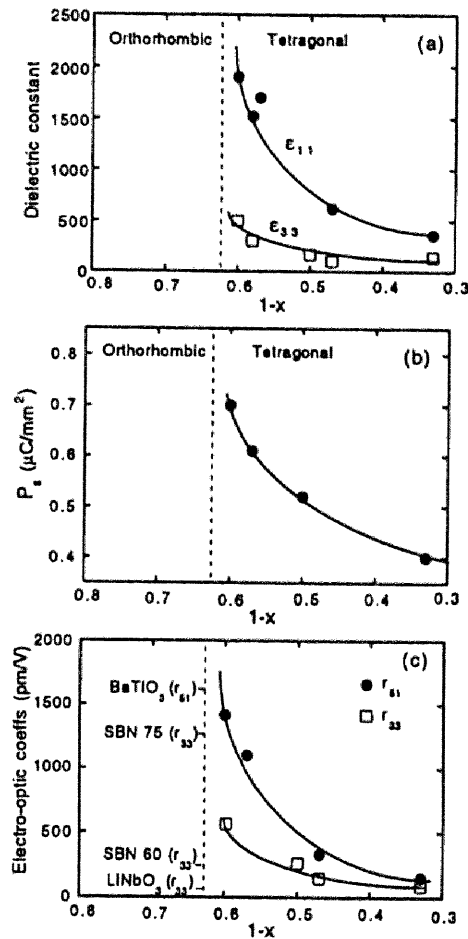 Orthorhombic Tetragonal (a)
2500
2000
1500
1000
500
0
Dielectric constant
ε11
ε33
0.8 0.7 0.6 0.5 0.4 0.3
1-x
Orthorhombic Tetragonal (b)
0.8
0.7
0.6
0.5
0.4
Ps (μC/mm²)
0.8 0.7 0.6 0.5 0.4 0.3
1-x
(c)
2000
1500
1000
500
0
Electro-optic coeffs (pm/V)
BaTiO3 (r51)
SBN 75 (r33)
SBN 60 (r33)
LiNbO3 (r33)
r51
r33
0.8 0.7 0.6 0.5 0.4 0.3
1-x